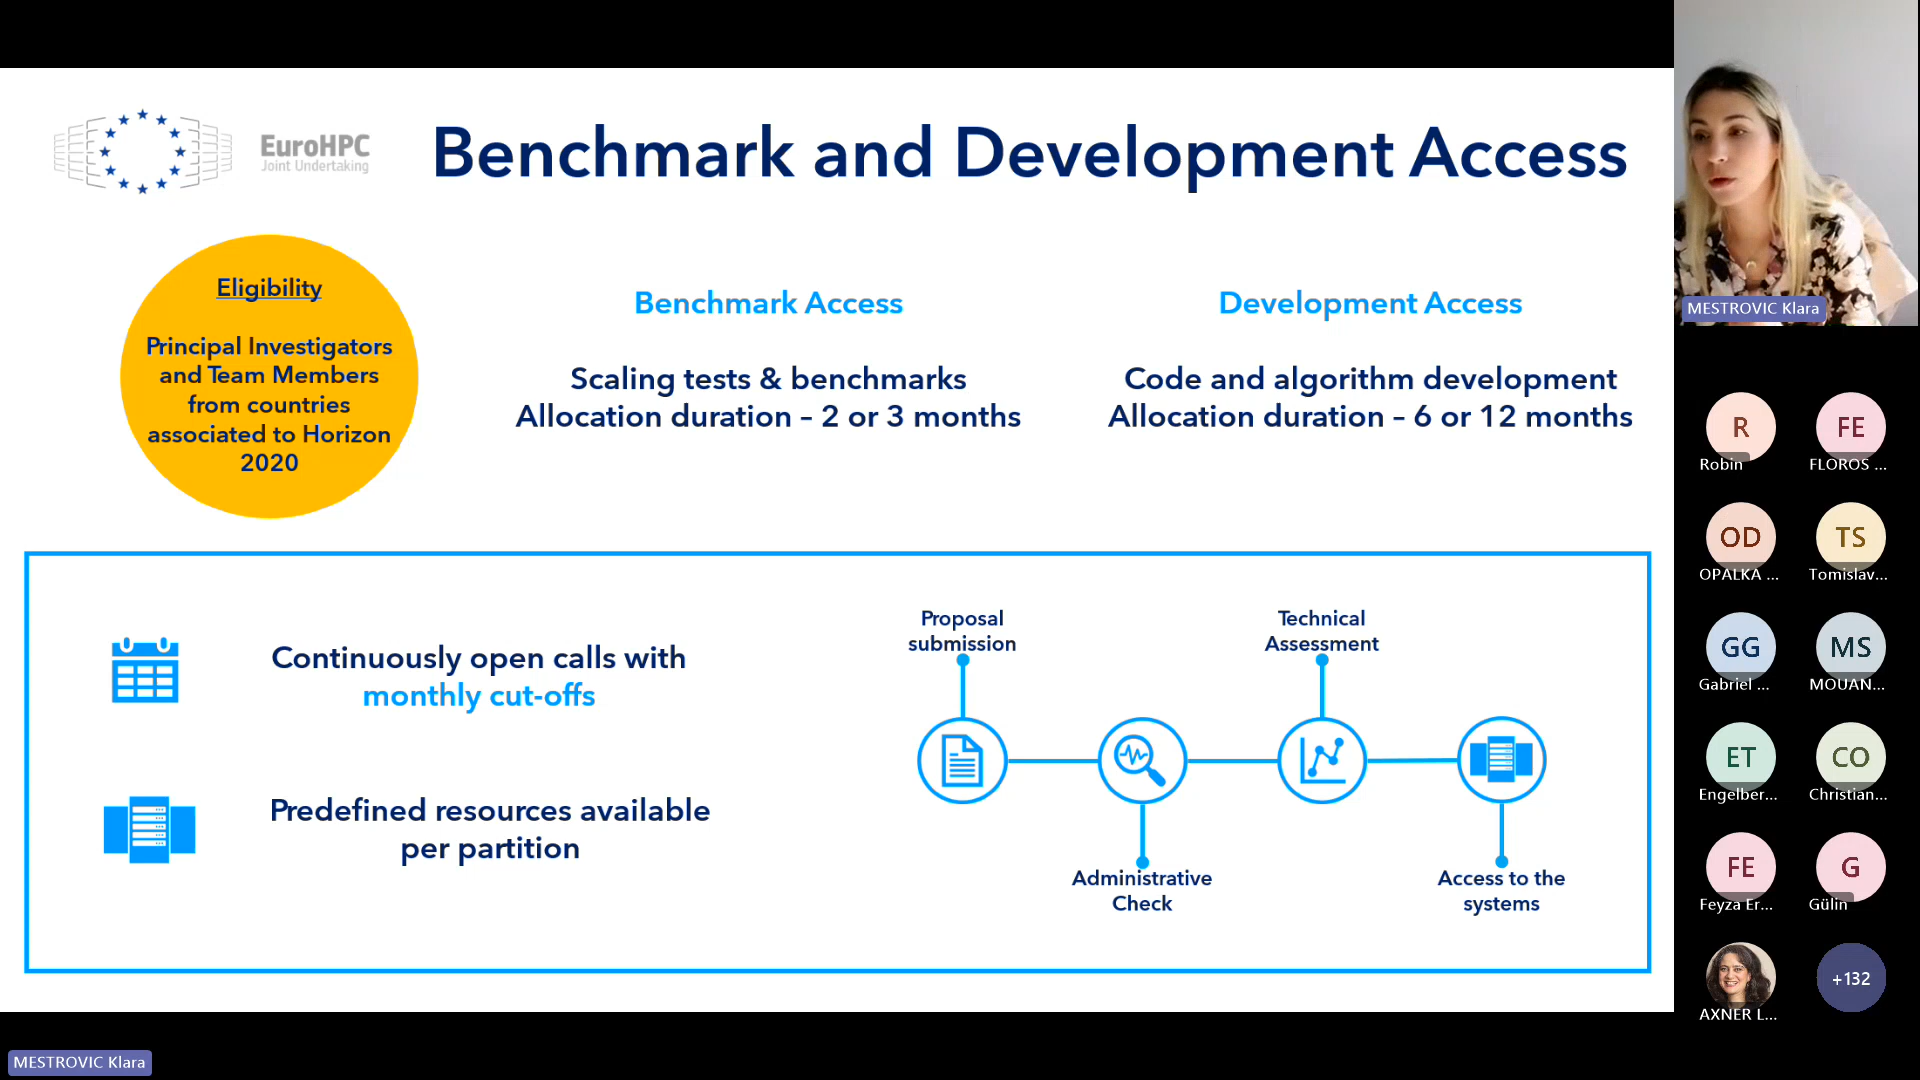 EuroHPC
Joint Undertaking
Benchmark and Development Access
Eligibility
Principal Investigators
and Team Members
from countries
associated to Horizon
2020
Benchmark Access
Scaling tests & benchmarks
Allocation duration – 2 or 3 months
Development Access
Code and algorithm development
Allocation duration – 6 or 12 months
Continuously open calls with
monthly cut-offs
Predefined resources available
per partition
Proposal
submission
Administrative
Check
Technical
Assessment
Access to the
systems
MESTROVIC Klara
R
Robin
FE
FLOROS ...
OD
OPALKA ...
TS
Tomislav...
GG
Gabriel ...
MS
MOUAN...
ET
Engelber...
CO
Christian...
FE
Feyza Er...
G
Gülin
AXNER L...
+132
MESTROVIC Klara